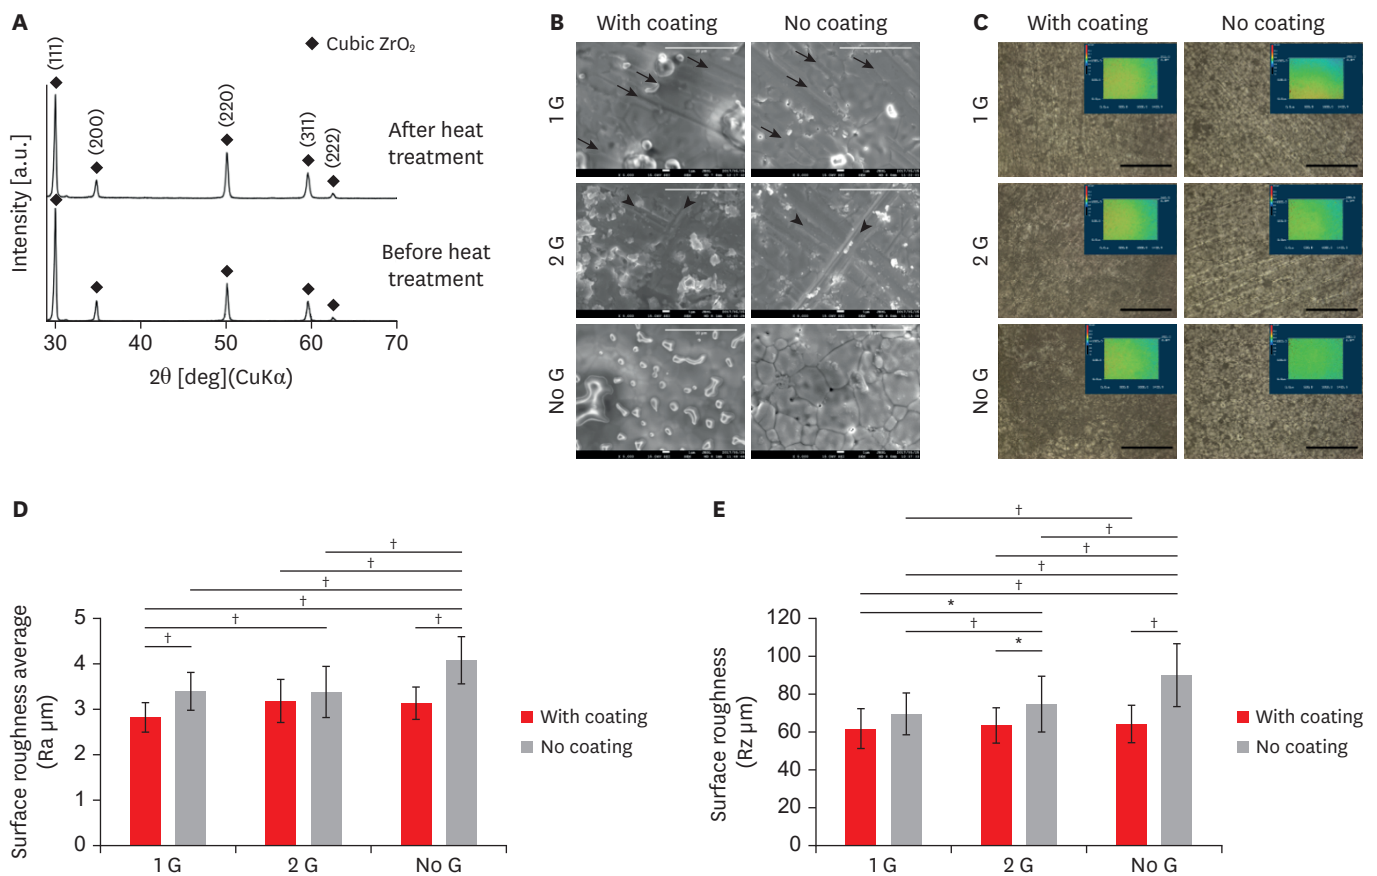 A
Cubic ZrO₂
(111)
(200)
(220)
(311)
(222)
After heat
treatment
Before heat
treatment
Intensity [a.u.]
30
40
50
60
70
2θ [deg](CuKα)
B
With coating
No coating
1 G
2 G
No G
C
With coating
No coating
1 G
2 G
No G
D
†
†
†
†
†
†
†
Surface roughness average
(Ra μm)
5
4
3
2
1
0
1 G
2 G
No G
With coating
No coating
E
†
†
†
†
†
*
†
*
†
Surface roughness
(Rz μm)
120
100
80
60
40
20
0
1 G
2 G
No G
With coating
No coating